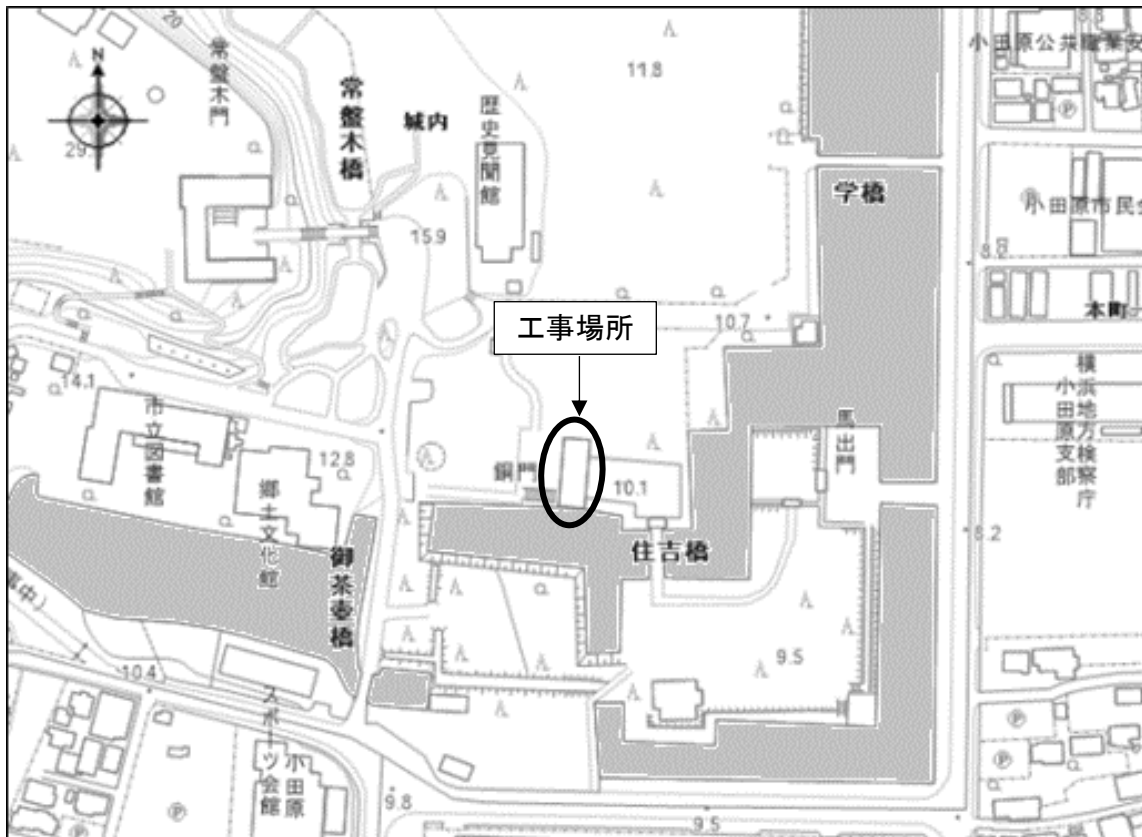 20
N
29.
常盤木門
常盤木橋
城内
歴史見聞館
11.8
小田原公共職業安
学橋
小田原市民会
15.9
8.2
工事場所
10.7
本町
14.1
市立図書館
郷土文化館
12.8
銅門
10.1
馬出門
横浜地方検察庁
小田原支部
住吉橋
8.2
御茶壺橋
事中)
10.4
9.5
スポーツ会館
小田原
9.8
9.5
P
P
P
P
P